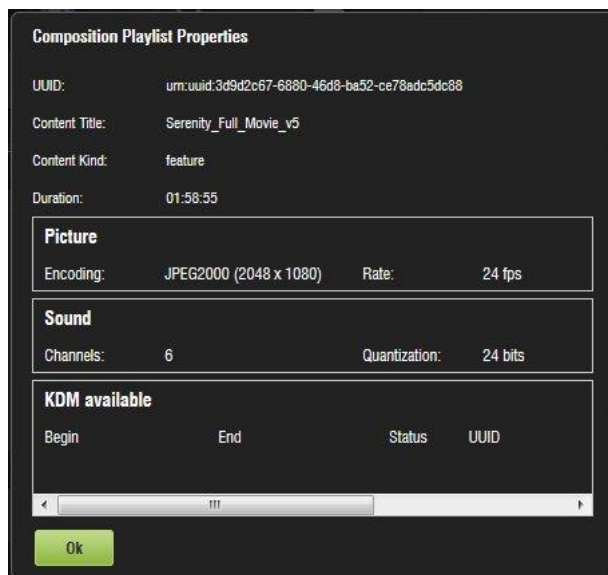 Composition Playlist Properties
UUID: urn:uuid:3d9d2c67-6880-46d8-ba52-ce78adc5dc88
Content Title: Serenity_Full_Movie_v5
Content Kind: feature
Duration: 01:58:55
Picture
Encoding: JPEG2000 (2048 x 1080) Rate: 24 fps
Sound
Channels: 6 Quantization: 24 bits
KDM available
Begin End Status UUID
Ok